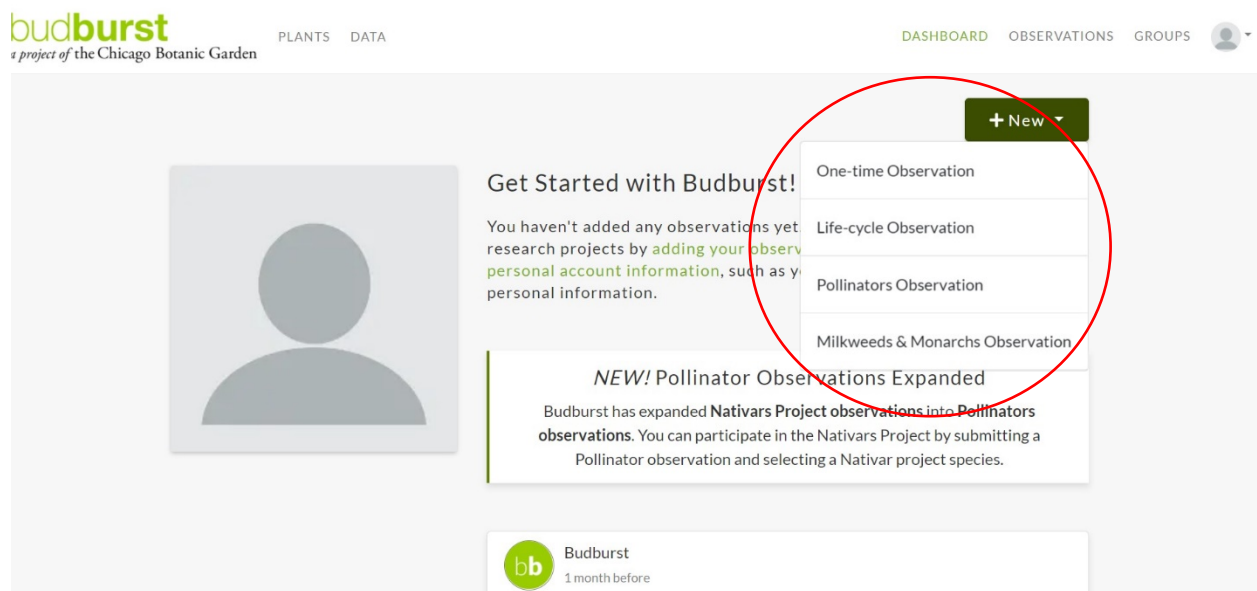 budburst
a project of the Chicago Botanic Garden
PLANTS DATA
DASHBOARD OBSERVATIONS GROUPS
+ New
One-time Observation
Life-cycle Observation
Pollinators Observation
Milkweeds & Monarchs Observation
Get Started with Budburst!
You haven't added any observations yet.
research projects by adding your observ
personal account information, such as y
personal information.
NEW! Pollinator Observations Expanded
Budburst has expanded Nativars Project observations into Pollinators
observations. You can participate in the Nativars Project by submitting a
Pollinator observation and selecting a Nativar project species.
bb
Budburst
1 month before